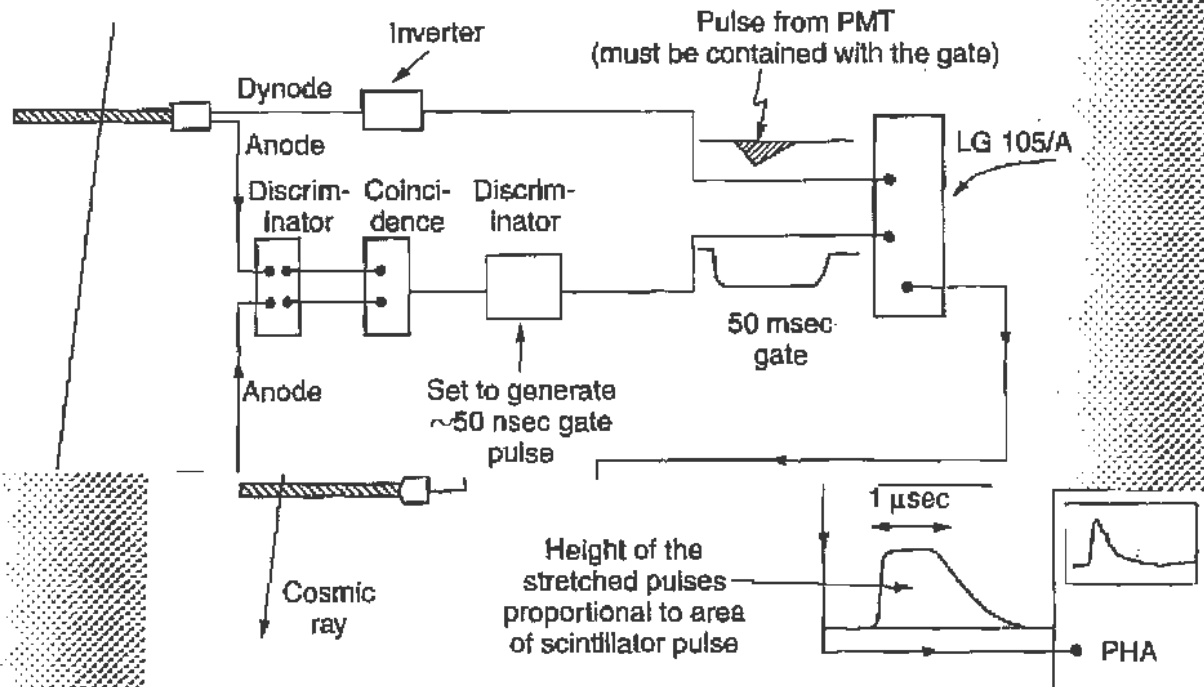 Inverter
Pulse from PMT
(must be contained with the gate)
Dynode
Anode
LG 105/A
Discrim-
inator
Coinci-
dence
Discrim-
inator
50 msec
gate
Anode
Set to generate
~50 nsec gate
pulse
1 μsec
Height of the
stretched pulses
proportional to area
of scintillator pulse
Cosmic
ray
PHA